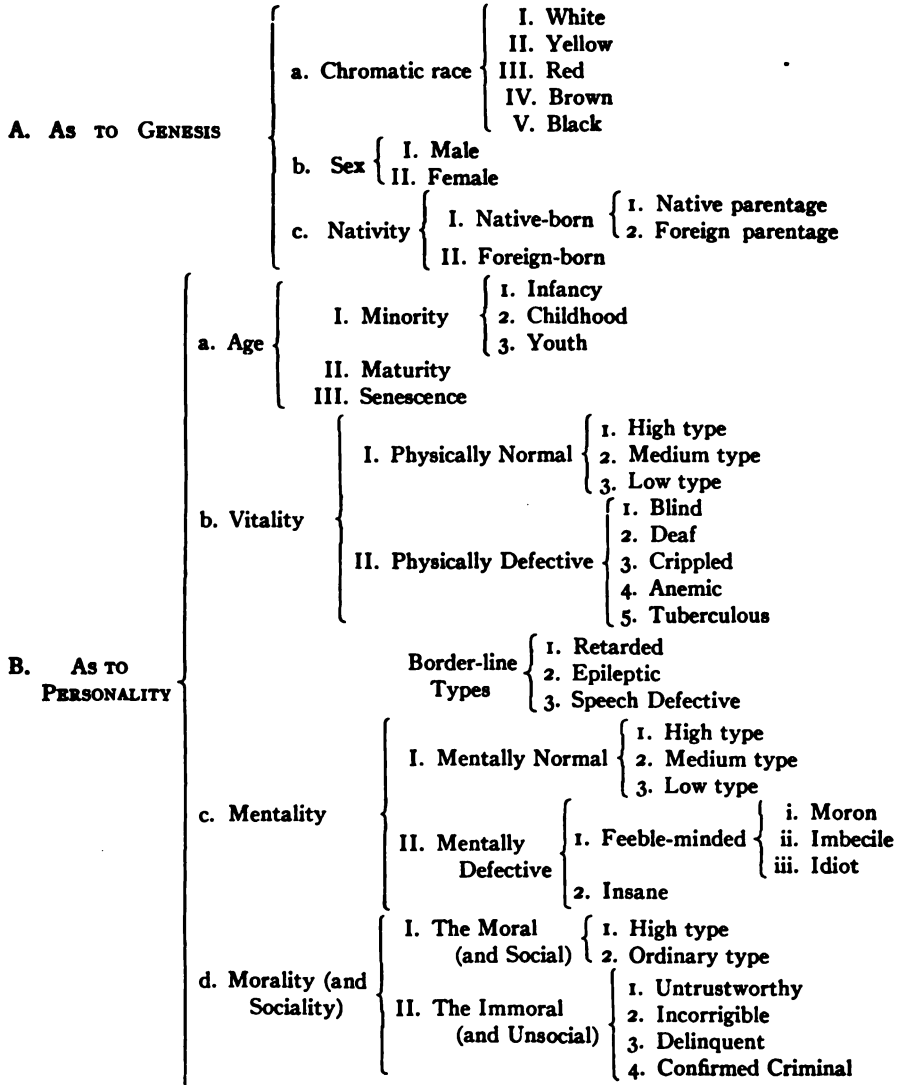 A. As to Genesis
a. Chromatic race
I. White
II. Yellow
III. Red
IV. Brown
V. Black
b. Sex
I. Male
II. Female
c. Nativity
I. Native-born
1. Native parentage
2. Foreign parentage
II. Foreign-born
B. As to
Personality
a. Age
I. Minority
1. Infancy
2. Childhood
3. Youth
II. Maturity
III. Senescence
b. Vitality
I. Physically Normal
1. High type
2. Medium type
3. Low type
II. Physically Defective
1. Blind
2. Deaf
3. Crippled
4. Anemic
5. Tuberculous
Border-line
Types
1. Retarded
2. Epileptic
3. Speech Defective
c. Mentality
I. Mentally Normal
1. High type
2. Medium type
3. Low type
II. Mentally
Defective
1. Feeble-minded
i. Moron
ii. Imbecile
iii. Idiot
2. Insane
d. Morality (and
Sociality)
I. The Moral
(and Social)
1. High type
2. Ordinary type
II. The Immoral
(and Unsocial)
1. Untrustworthy
2. Incorrigible
3. Delinquent
4. Confirmed Criminal